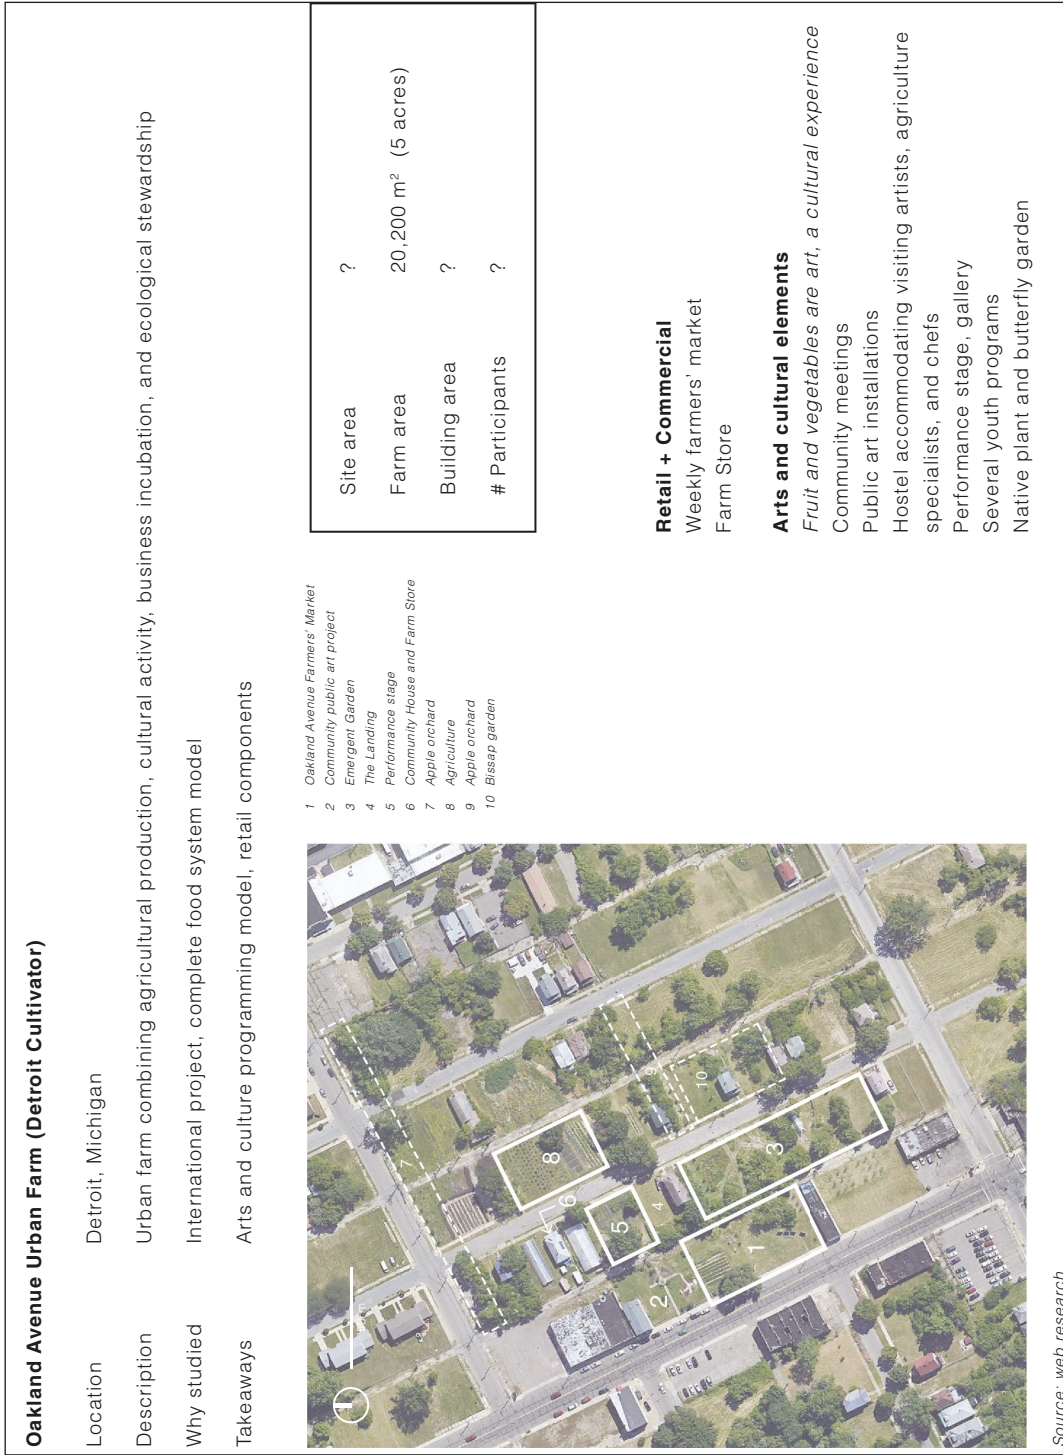 Oakland Avenue Urban Farm (Detroit Cultivator)
Location Detroit, Michigan
Description Urban farm combining agricultural production, cultural activity, business incubation, and ecological stewardship
Why studied International project, complete food system model
Takeaways Arts and culture programming model, retail components
1
2
3
4
5
6
7
8
9
10
1 Oakland Avenue Farmers' Market
2 Community public art project
3 Emergent Garden
4 The Landing
5 Performance stage
6 Community House and Farm Store
7 Apple orchard
8 Agriculture
9 Apple orchard
10 Bissap garden
Site area ?
Farm area 20,200 m² (5 acres)
Building area ?
# Participants ?
Retail + Commercial
Weekly farmers' market
Farm Store
Arts and cultural elements
Fruit and vegetables are art, a cultural experience
Community meetings
Public art installations
Hostel accommodating visiting artists, agriculture
specialists, and chefs
Performance stage, gallery
Several youth programs
Native plant and butterfly garden
Source: web research